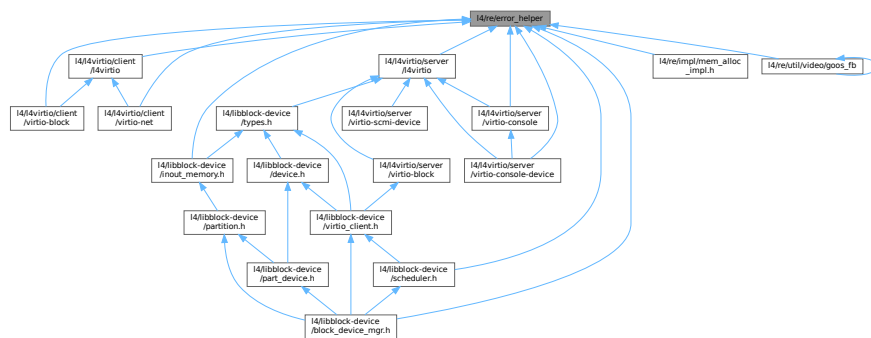 l4/re/error_helper
l4/l4virtio/client
/l4virtio
l4/l4virtio/server
/l4virtio
l4/re/impl/mem_alloc
_impl.h
l4/re/util/video/goos_fb
l4/l4virtio/client
/virtio-block
l4/l4virtio/client
/virtio-net
l4/libblock-device
/types.h
l4/l4virtio/server
/virtio-scmi-device
l4/l4virtio/server
/virtio-console
l4/libblock-device
/inout_memory.h
l4/libblock-device
/device.h
l4/l4virtio/server
/virtio-block
l4/l4virtio/server
/virtio-console-device
l4/libblock-device
/partition.h
l4/libblock-device
/virtio_client.h
l4/libblock-device
/part_device.h
l4/libblock-device
/scheduler.h
l4/libblock-device
/block_device_mgr.h